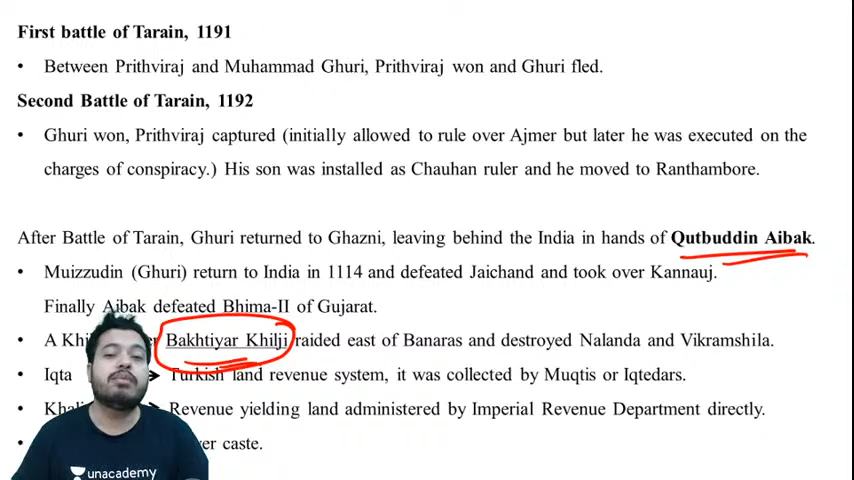 First battle of Tarain, 1191
• Between Prithviraj and Muhammad Ghuri, Prithviraj won and Ghuri fled.
Second Battle of Tarain, 1192
• Ghuri won, Prithviraj captured (initially allowed to rule over Ajmer but later he was executed on the
charges of conspiracy.) His son was installed as Chauhan ruler and he moved to Ranthambore.
After Battle of Tarain, Ghuri returned to Ghazni, leaving behind the India in hands of Qutbuddin Aibak.
• Muizzudin (Ghuri) return to India in 1114 and defeated Jaichand and took over Kannauj.
Finally Aibak defeated Bhima-II of Gujarat.
• A Bakhtiyar Khilji raided east of Banaras and destroyed Nalanda and Vikramshila.
• Iqta Turkish land revenue system, it was collected by Muqtis or Iqtedars.
• Revenue yielding land administered by Imperial Revenue Department directly.
caste.
unacademy